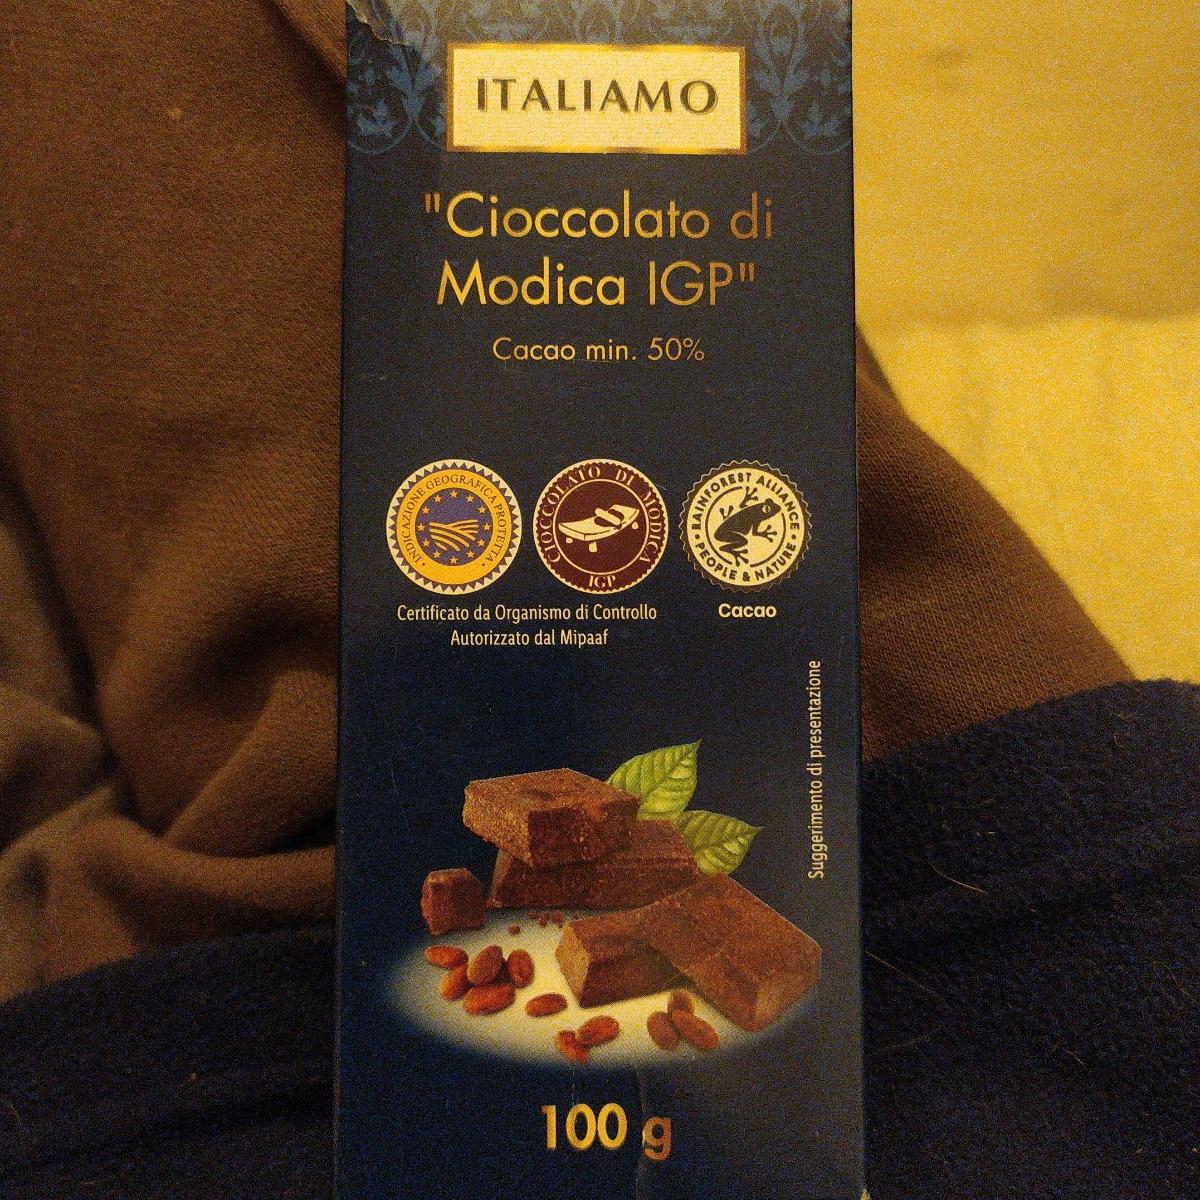 ITALIAMO
"Cioccolato di
Modica IGP"
Cacao min. 50%
INDICAZIONE GEOGRAFICA PROTETTA
CIOCCOLATO DI MODICA
IGP
RAINFOREST ALLIANCE
PEOPLE & NATURE
Certificato da Organismo di Controllo
Autorizzato dal Mipaaf
Cacao
Suggerimento di presentazione
100 g